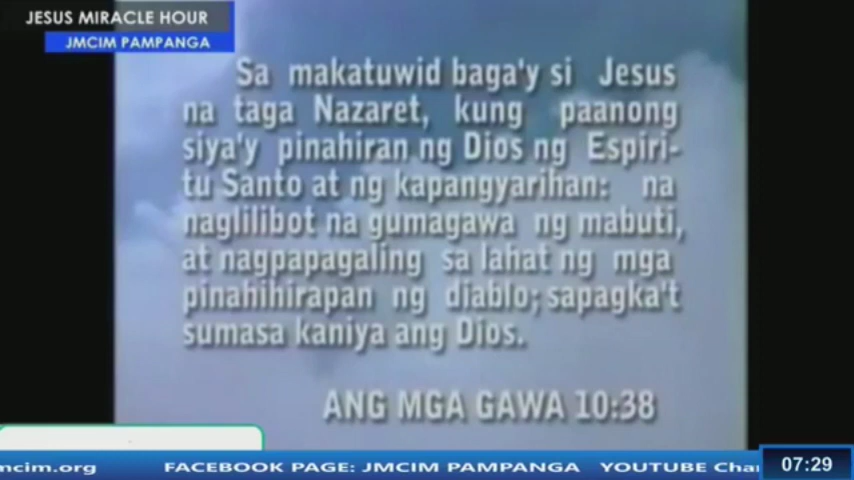 JESUS MIRACLE HOUR
JMCIM PAMPANGA
Sa makatuwid baga'y si Jesus
na taga Nazaret, kung paanong
siya'y pinahiran ng Dios ng Espiri-
tu Santo at ng kapangyarihan: na
naglilibot na gumagawa ng mabuti,
at nagpapagaling sa lahat ng mga
pinahihirapan ng diablo; sapagka't
sumasa kaniya ang Dios.
ANG MGA GAWA 10:38
mcim.org FACEBOOK PAGE: JMCIM PAMPANGA YOUTUBE Cha
07:29